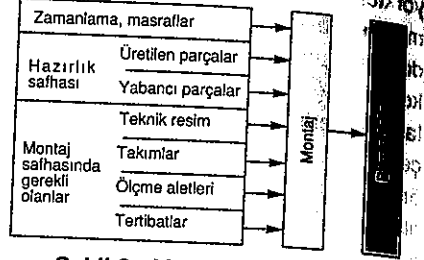 Zamanlama, masraflar
Hazırlık
safhası
Üretilen parçalar
Yabancı parçalar
Montaj
safhasında
gerekli
olanlar
Teknik resim
Takımlar
Ölçme aletleri
Tertibatlar
Montaj